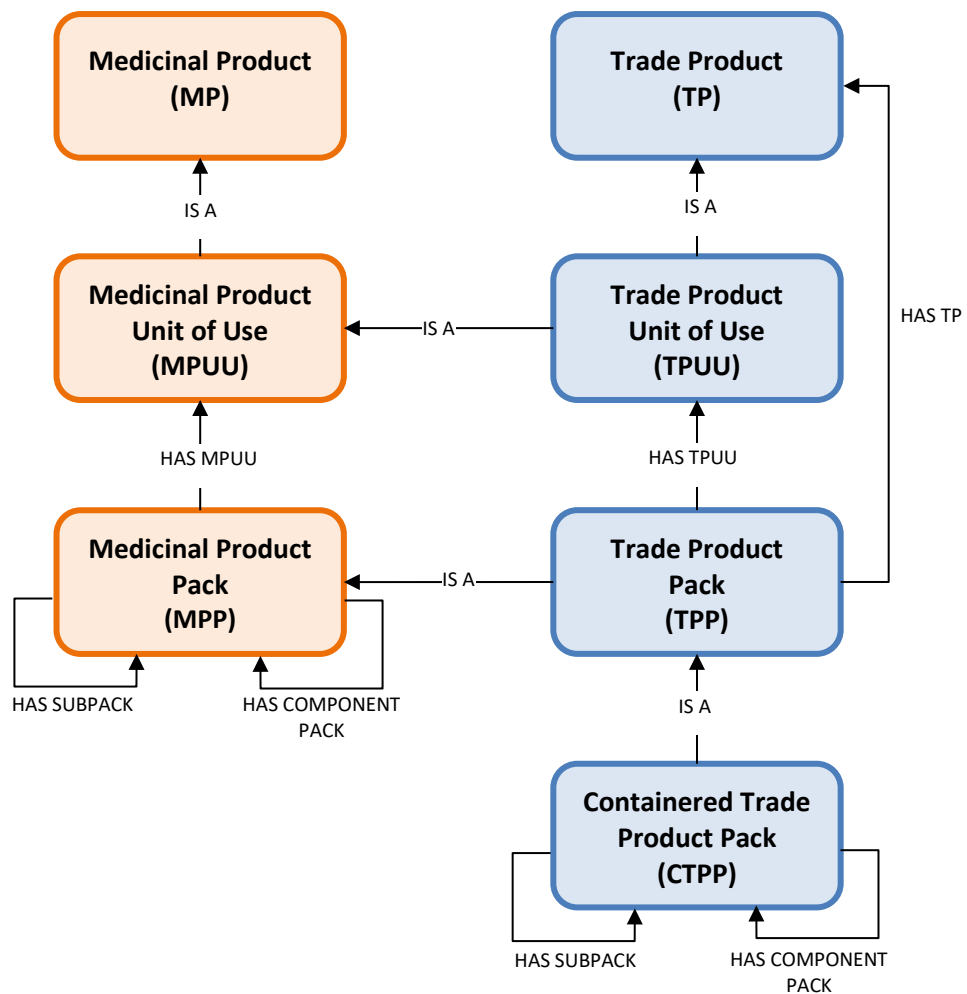 Medicinal Product
(MP)
Trade Product
(TP)
IS A
IS A
Medicinal Product
Unit of Use
(MPUU)
IS A
Trade Product
Unit of Use
(TPUU)
HAS TP
HAS MPUU
HAS TPUU
Medicinal Product
Pack
(MPP)
IS A
Trade Product
Pack
(TPP)
HAS SUBPACK
HAS COMPONENT
PACK
IS A
Containered Trade
Product Pack
(CTPP)
HAS SUBPACK
HAS COMPONENT
PACK